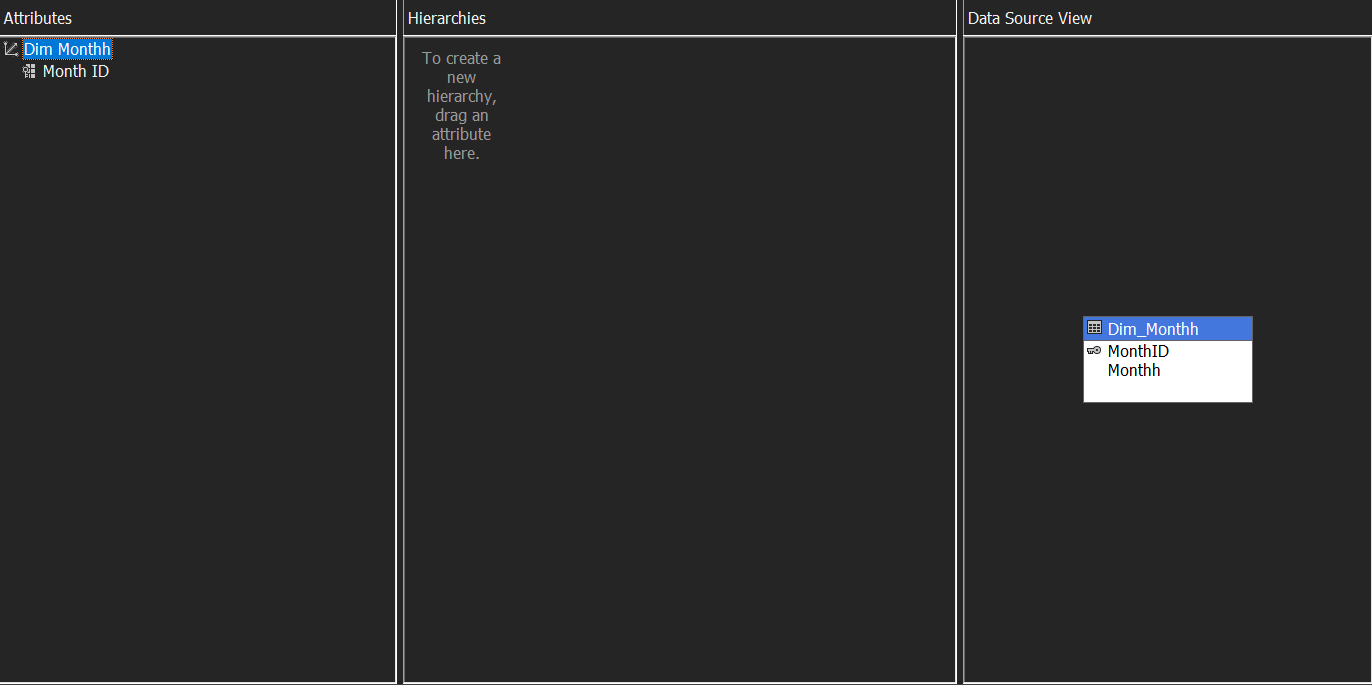 Attributes
Dim Monthh
Month ID
Hierarchies
To create a
new
hierarchy,
drag an
attribute
here.
Data Source View
Dim_Monthh
MonthID
Monthh